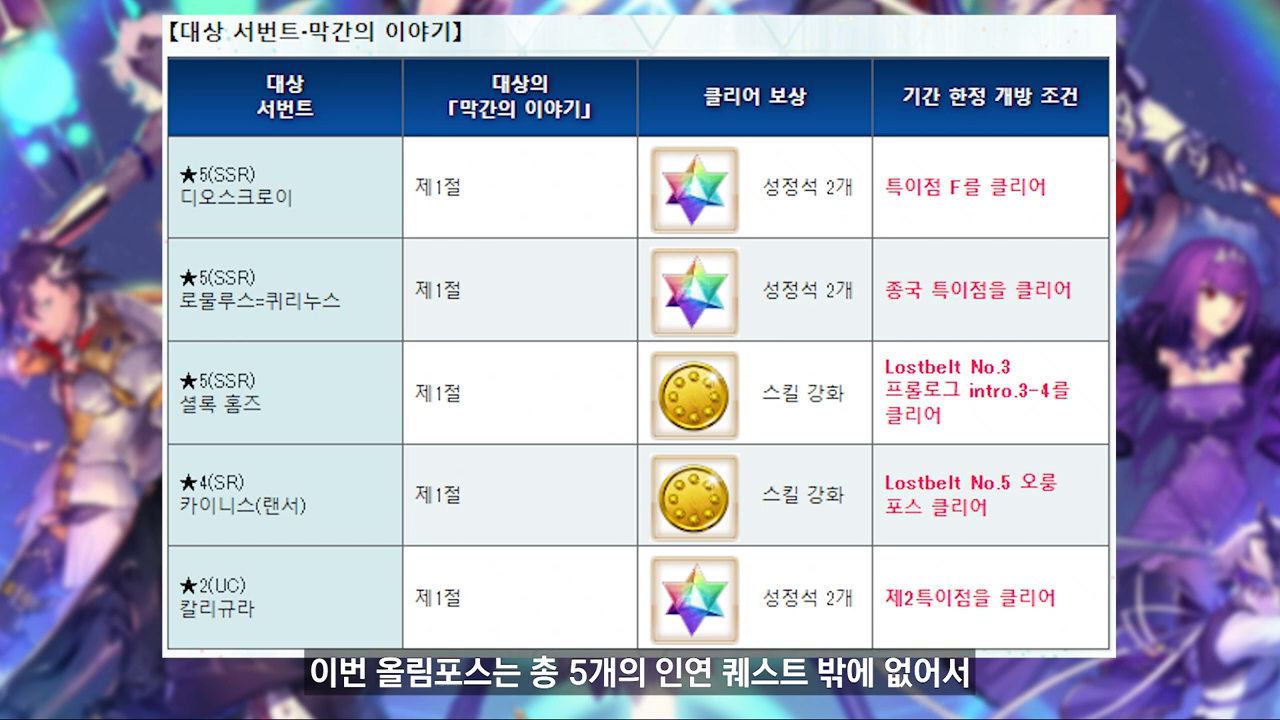 【대상 서번트-막간의 이야기】
대상
서번트
대상의
「막간의 이야기」
클리어 보상
기간 한정 개방 조건
★5(SSR)
디오스크로이
제1절
성정석 2개
특이점 F를 클리어
★5(SSR)
로물루스=퀴리누스
제1절
성정석 2개
종국 특이점을 클리어
★5(SSR)
셜록 홈즈
제1절
스킬 강화
Lostbelt No.3
프롤로그 intro.3-4를
클리어
★4(SR)
카이니스(랜서)
제1절
스킬 강화
Lostbelt No.5 오룽
포스 클리어
★2(UC)
칼리규라
제1절
성정석 2개
제2특이점을 클리어
이번 올림포스는 총 5개의 인연 퀘스트 밖에 없어서